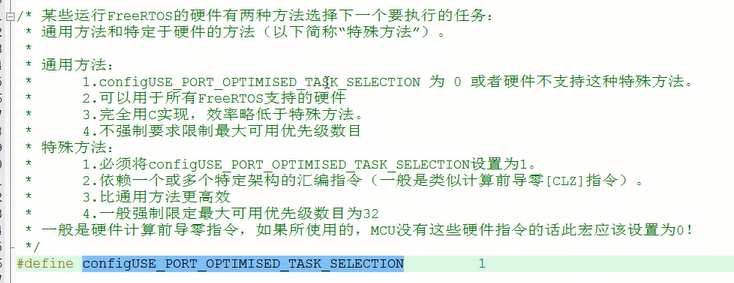 /* 某些运行FreeRTOS的硬件有两种方法选择下一个要执行的任务:
* 通用方法和特定于硬件的方法（以下简称“特殊方法”）。
*
* 通用方法:
* 1.configUSE_PORT_OPTIMISED_TASK_SELECTION 为 0 或者硬件不支持这种特殊方法。
* 2.可以用于所有FreeRTOS支持的硬件
* 3.完全用C实现，效率略低于特殊方法。
* 4.不强制要求限制最大可用优先级数目
* 特殊方法:
* 1.必须将configUSE_PORT_OPTIMISED_TASK_SELECTION设置为1。
* 2.依赖一个或多个特定架构的汇编指令（一般是类似计算前导零[CLZ]指令）。
* 3.比通用方法更高效
* 4.一般强制限定最大可用优先级数目为32
* 一般是硬件计算前导零指令，如果所使用的，MCU没有这些硬件指令的话此宏应该设置为0!
*/
#define configUSE_PORT_OPTIMISED_TASK_SELECTION 1